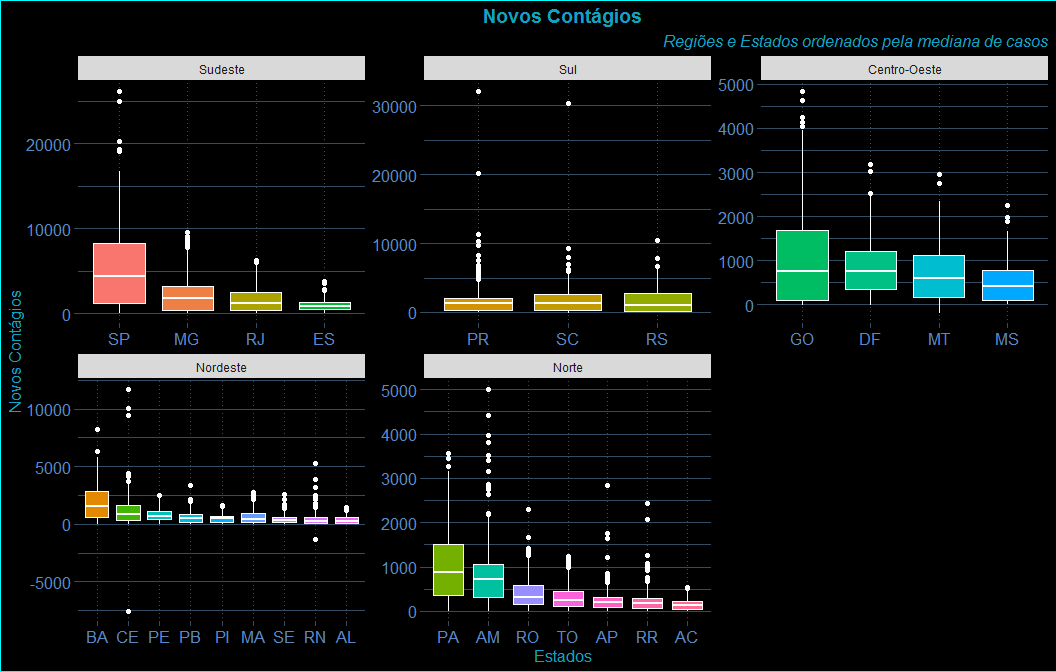 Novos Contágios
Regiões e Estados ordenados pela mediana de casos
Sudeste
20000
10000
0
SP MG RJ ES
Sul
30000
20000
10000
0
PR SC RS
Centro-Oeste
5000
4000
3000
2000
1000
0
GO DF MT MS
Nordeste
10000
5000
0
-5000
BA CE PE PB PI MA SE RN AL
Norte
5000
4000
3000
2000
1000
0
PA AM RO TO AP RR AC
Novos Contágios
Estados